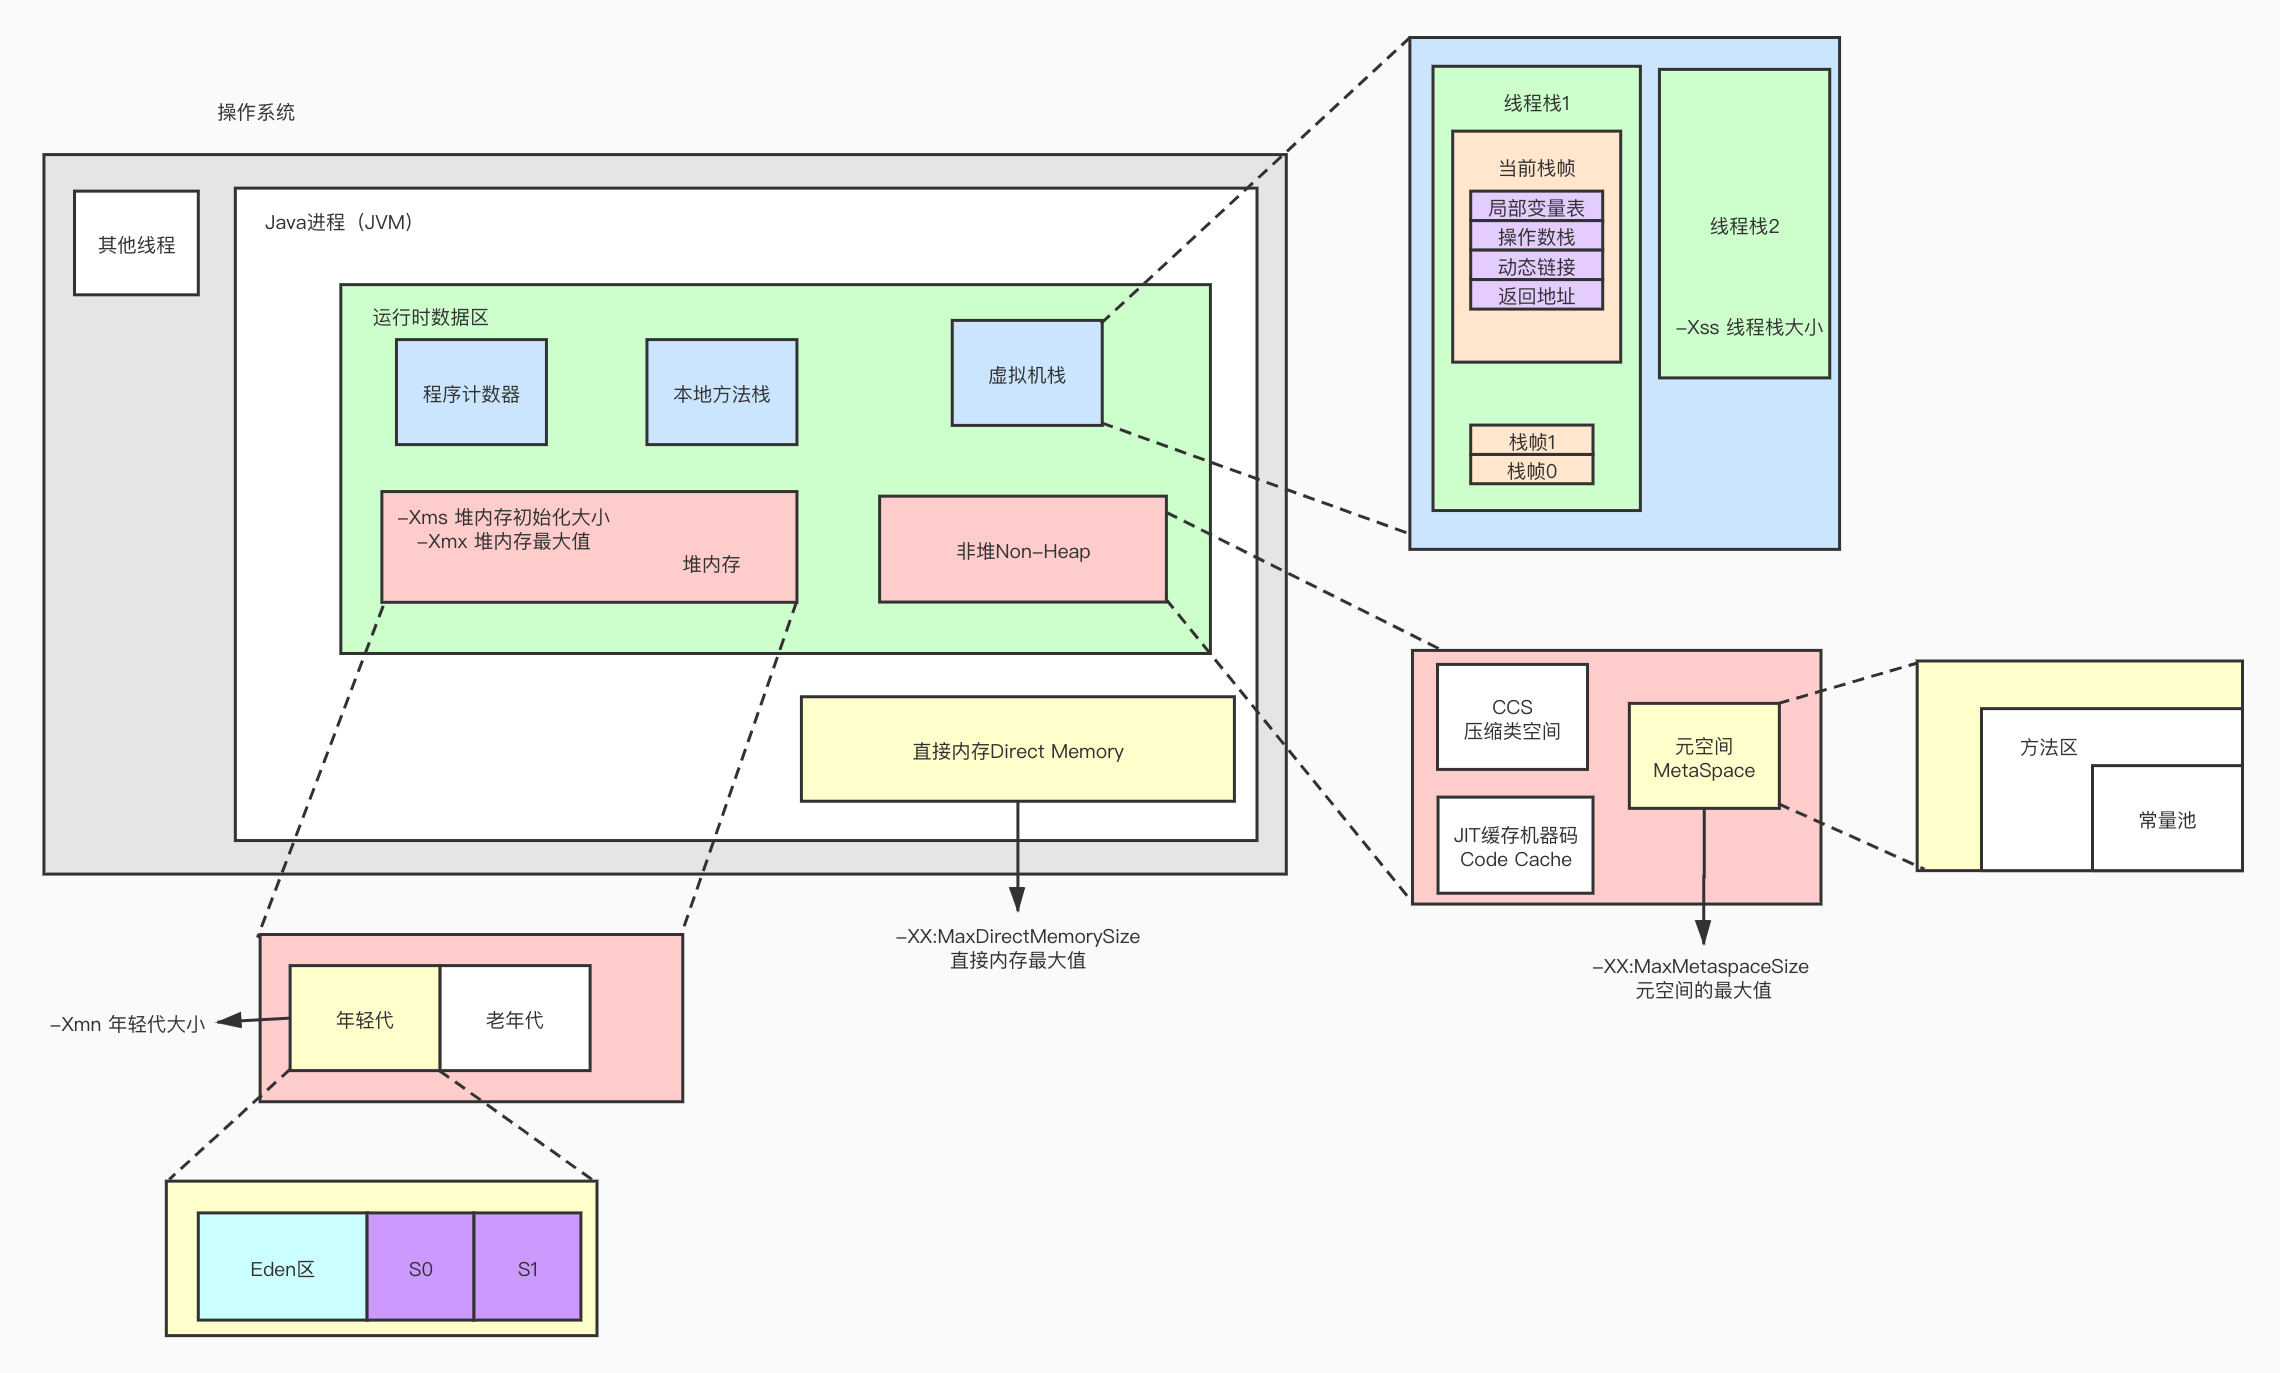 操作系统
其他线程
Java进程（JVM）
运行时数据区
程序计数器
本地方法栈
虚拟机栈
-Xms 堆内存初始化大小
-Xmx 堆内存最大值
堆内存
非堆Non-Heap
直接内存Direct Memory
-XX:MaxDirectMemorySize
直接内存最大值
线程栈1
当前栈帧
局部变量表
操作数栈
动态链接
返回地址
栈帧1
栈帧0
线程栈2
-Xss 线程栈大小
CCS
压缩类空间
JIT缓存机器码
Code Cache
元空间
MetaSpace
-XX:MaxMetaspaceSize
元空间的最大值
方法区
常量池
-Xmn 年轻代大小
年轻代
老年代
Eden区
S0
S1